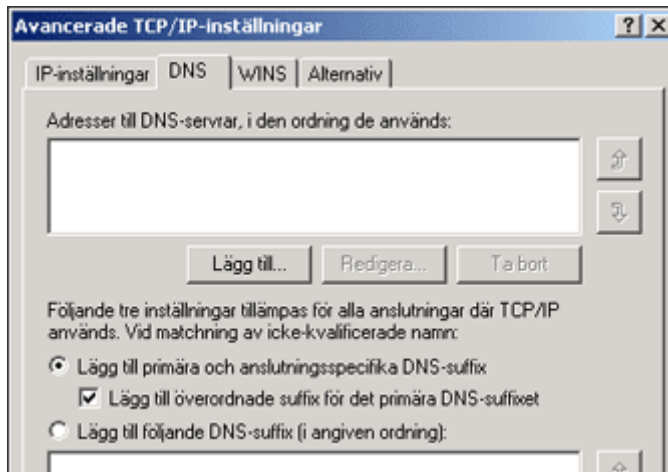 Avancerade TCP/IP-inställningar
IP-inställningar DNS WINS Alternativ
Adresser till DNS-servrar, i den ordning de används:
Lägg till... Redigera... Ta bort
Följande tre inställningar tillämpas för alla anslutningar där TCP/IP
används. Vid matchning av icke-kvalificerade namn:
Lägg till primära och anslutningsspecifika DNS-suffix
Lägg till överordnade suffix för det primära DNS-suffixet
Lägg till följande DNS-suffix (i angiven ordning):